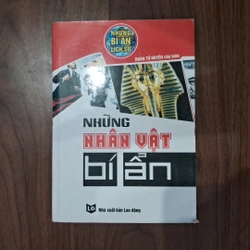 NHỮNG
BÍ ẨN
LỊCH SỬ
NHỮNG
NHÂN VẬT
bí ẩn
Nhà xuất bản Lao động